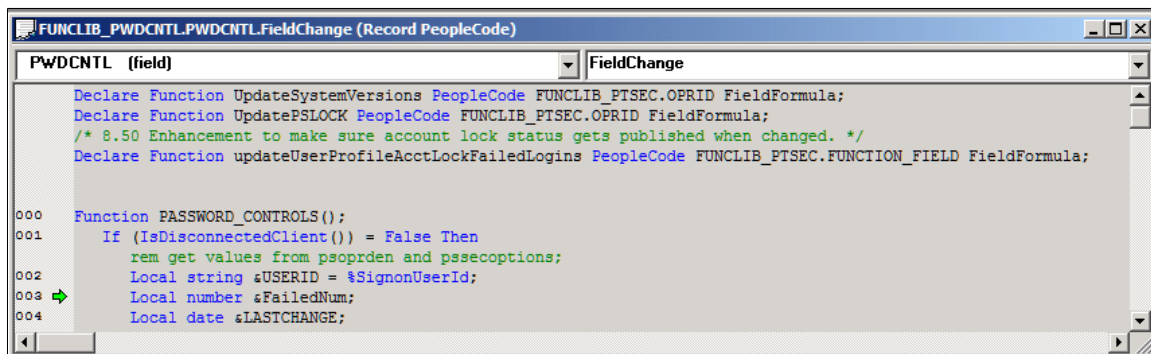 FUNCLIB_PWDCNTL.PWDCNTL.FieldChange (Record PeopleCode)
PWDCNTL (field)
FieldChange
Declare Function UpdateSystemVersions PeopleCode FUNCLIB_PTSEC.OPRID FieldFormula;
Declare Function UpdatePSLOCK PeopleCode FUNCLIB_PTSEC.OPRID FieldFormula;
/* 8.50 Enhancement to make sure account lock status gets published when changed. */
Declare Function updateUserProfileAcctLockFailedLogins PeopleCode FUNCLIB_PTSEC.FUNCTION_FIELD FieldFormula;
000 Function PASSWORD_CONTROLS();
001 If (IsDisconnectedClient()) = False Then
rem get values from psoprden and pssecoptions;
002 Local string &USERID = %SignonUserId;
003 Local number &FailedNum;
004 Local date &LASTCHANGE;